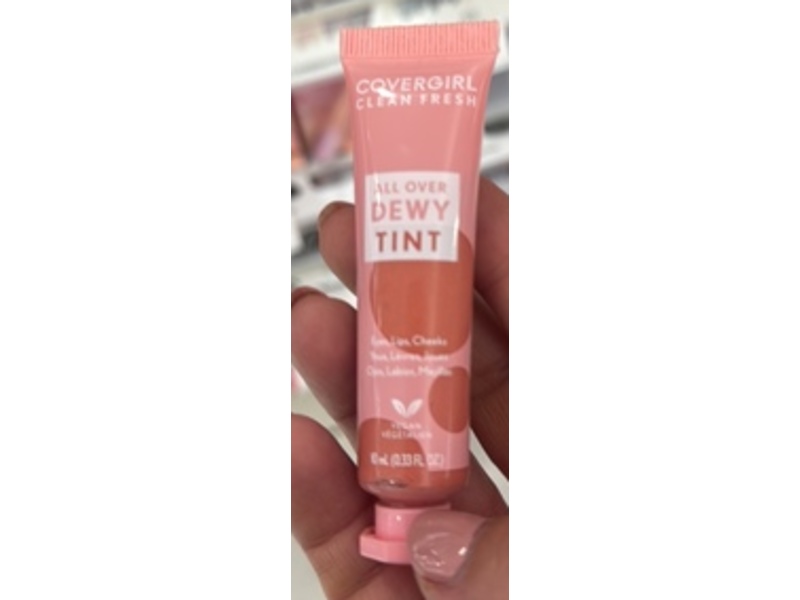 COVERGIRL
CLEAN FRESH
ALL OVER
DEWY
TINT
Eyes, Lips, Cheeks
Yeux, Lèvres, Joues
Ojos, Labios, Mejillas
VEGAN
10 mL (0.33 FL OZ)